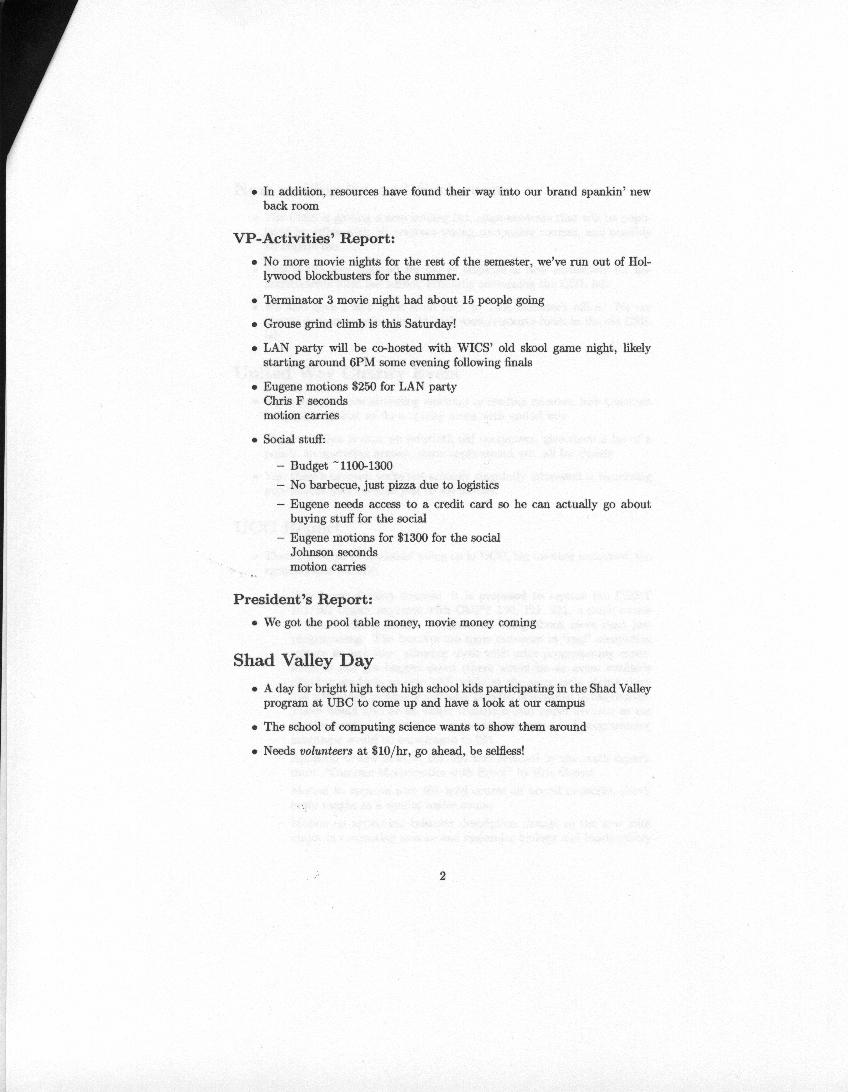 • In addition, resources have found their way into our brand spankin' new
back room
VP-Activities' Report:
• No more movie nights for the rest of the semester, we've run out of Hol-
lywood blockbusters for the summer.
• Terminator 3 movie night had about 15 people going
• Grouse grind climb is this Saturday!
• LAN party will be co-hosted with WICS' old skool game night, likely
starting around 6PM some evening following finals
• Eugene motions $250 for LAN party
Chris F seconds
motion carries
• Social stuff:
– Budget ~1100-1300
– No barbecue, just pizza due to logistics
– Eugene needs access to a credit card so he can actually go about
buying stuff for the social
– Eugene motions for $1300 for the social
Johnson seconds
motion carries
President's Report:
• We got the pool table money, movie money coming
Shad Valley Day
• A day for bright high tech high school kids participating in the Shad Valley
program at UBC to come up and have a look at our campus
• The school of computing science wants to show them around
• Needs volunteers at $10/hr, go ahead, be selfless!
2